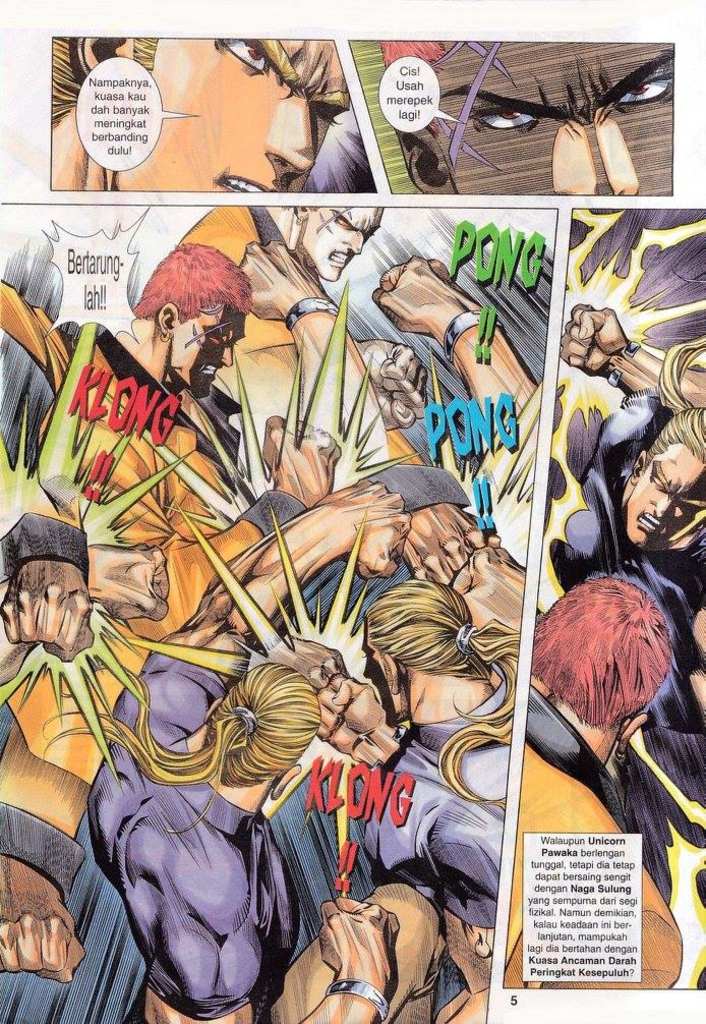 Nampaknya,
kuasa kau
dah banyak
meningkat
berbanding
dulu!
Cis!
Usah
merepek
lagi!
Bertarung-
lah!!
PONG
!!
KLONG
!!
PONG
!!
KLONG
!!
Walaupun Unicorn
Pawaka berlengan
tunggal, tetapi dia tetap
dapat bersaing sengit
dengan Naga Sulung
yang sempurna dari segi
fizikal. Namun demikian,
kalau keadaan ini ber-
lanjutan, mampukah
lagi dia bertahan dengan
Kuasa Ancaman Darah
Peringkat Kesepuluh?
5